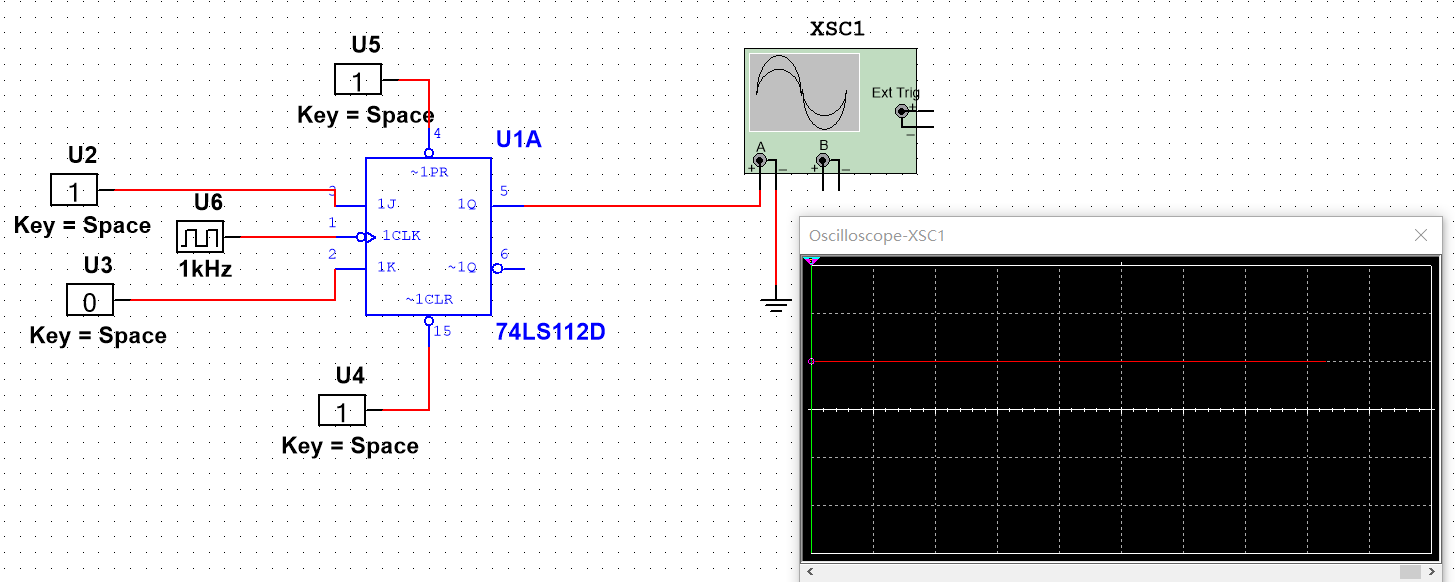 XSC1
U5
1
Key = Space
Ext Trig
+
−
A
B
+
−
+
−
4
U1A
~1PR
U2
1
Key = Space
3
1J
1Q
5
U6
1kHz
1
1CLK
2
1K
~1Q
6
U3
0
Key = Space
~1CLR
15
74LS112D
U4
1
Key = Space
Oscilloscope-XSC1